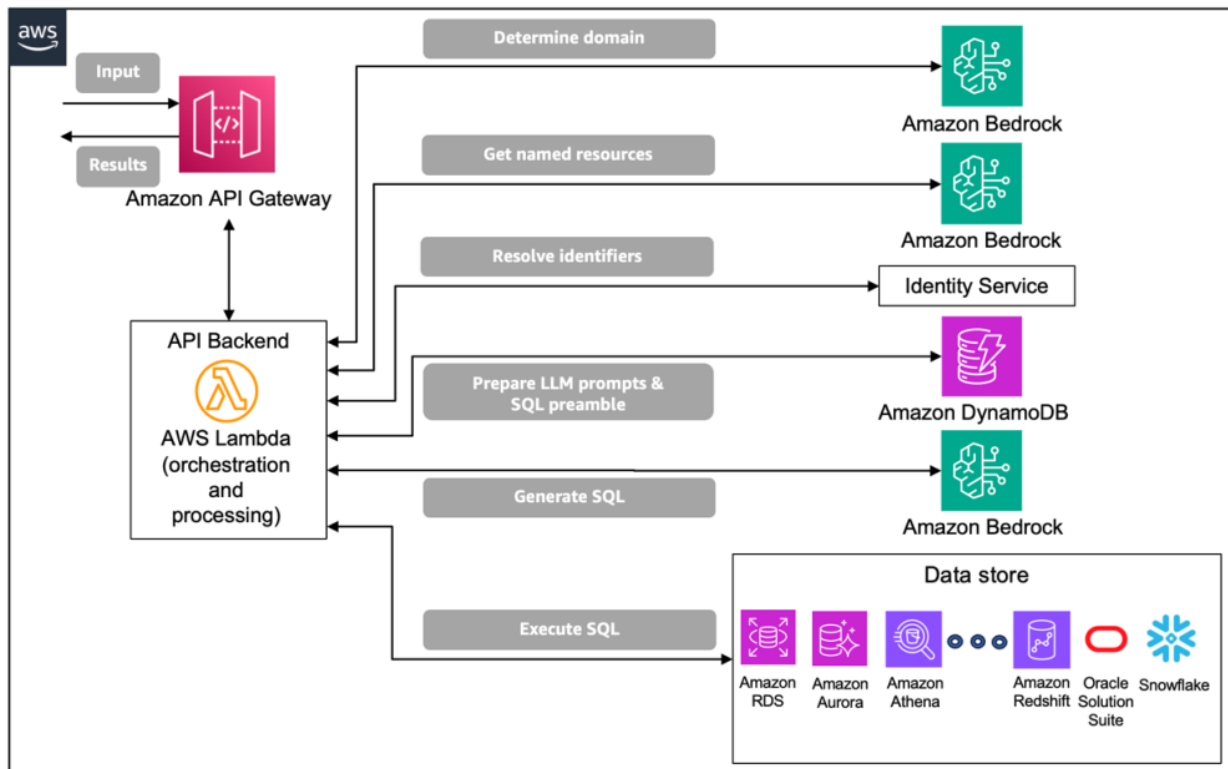 aws
Input
Results
Amazon API Gateway
Determine domain
Amazon Bedrock
Get named resources
Amazon Bedrock
Resolve identifiers
Identity Service
API Backend
AWS Lambda
(orchestration
and
processing)
Prepare LLM prompts &
SQL preamble
Amazon DynamoDB
Generate SQL
Amazon Bedrock
Execute SQL
Data store
Amazon
RDS
Amazon
Aurora
Amazon
Athena
Amazon
Redshift
Oracle
Solution
Suite
Snowflake